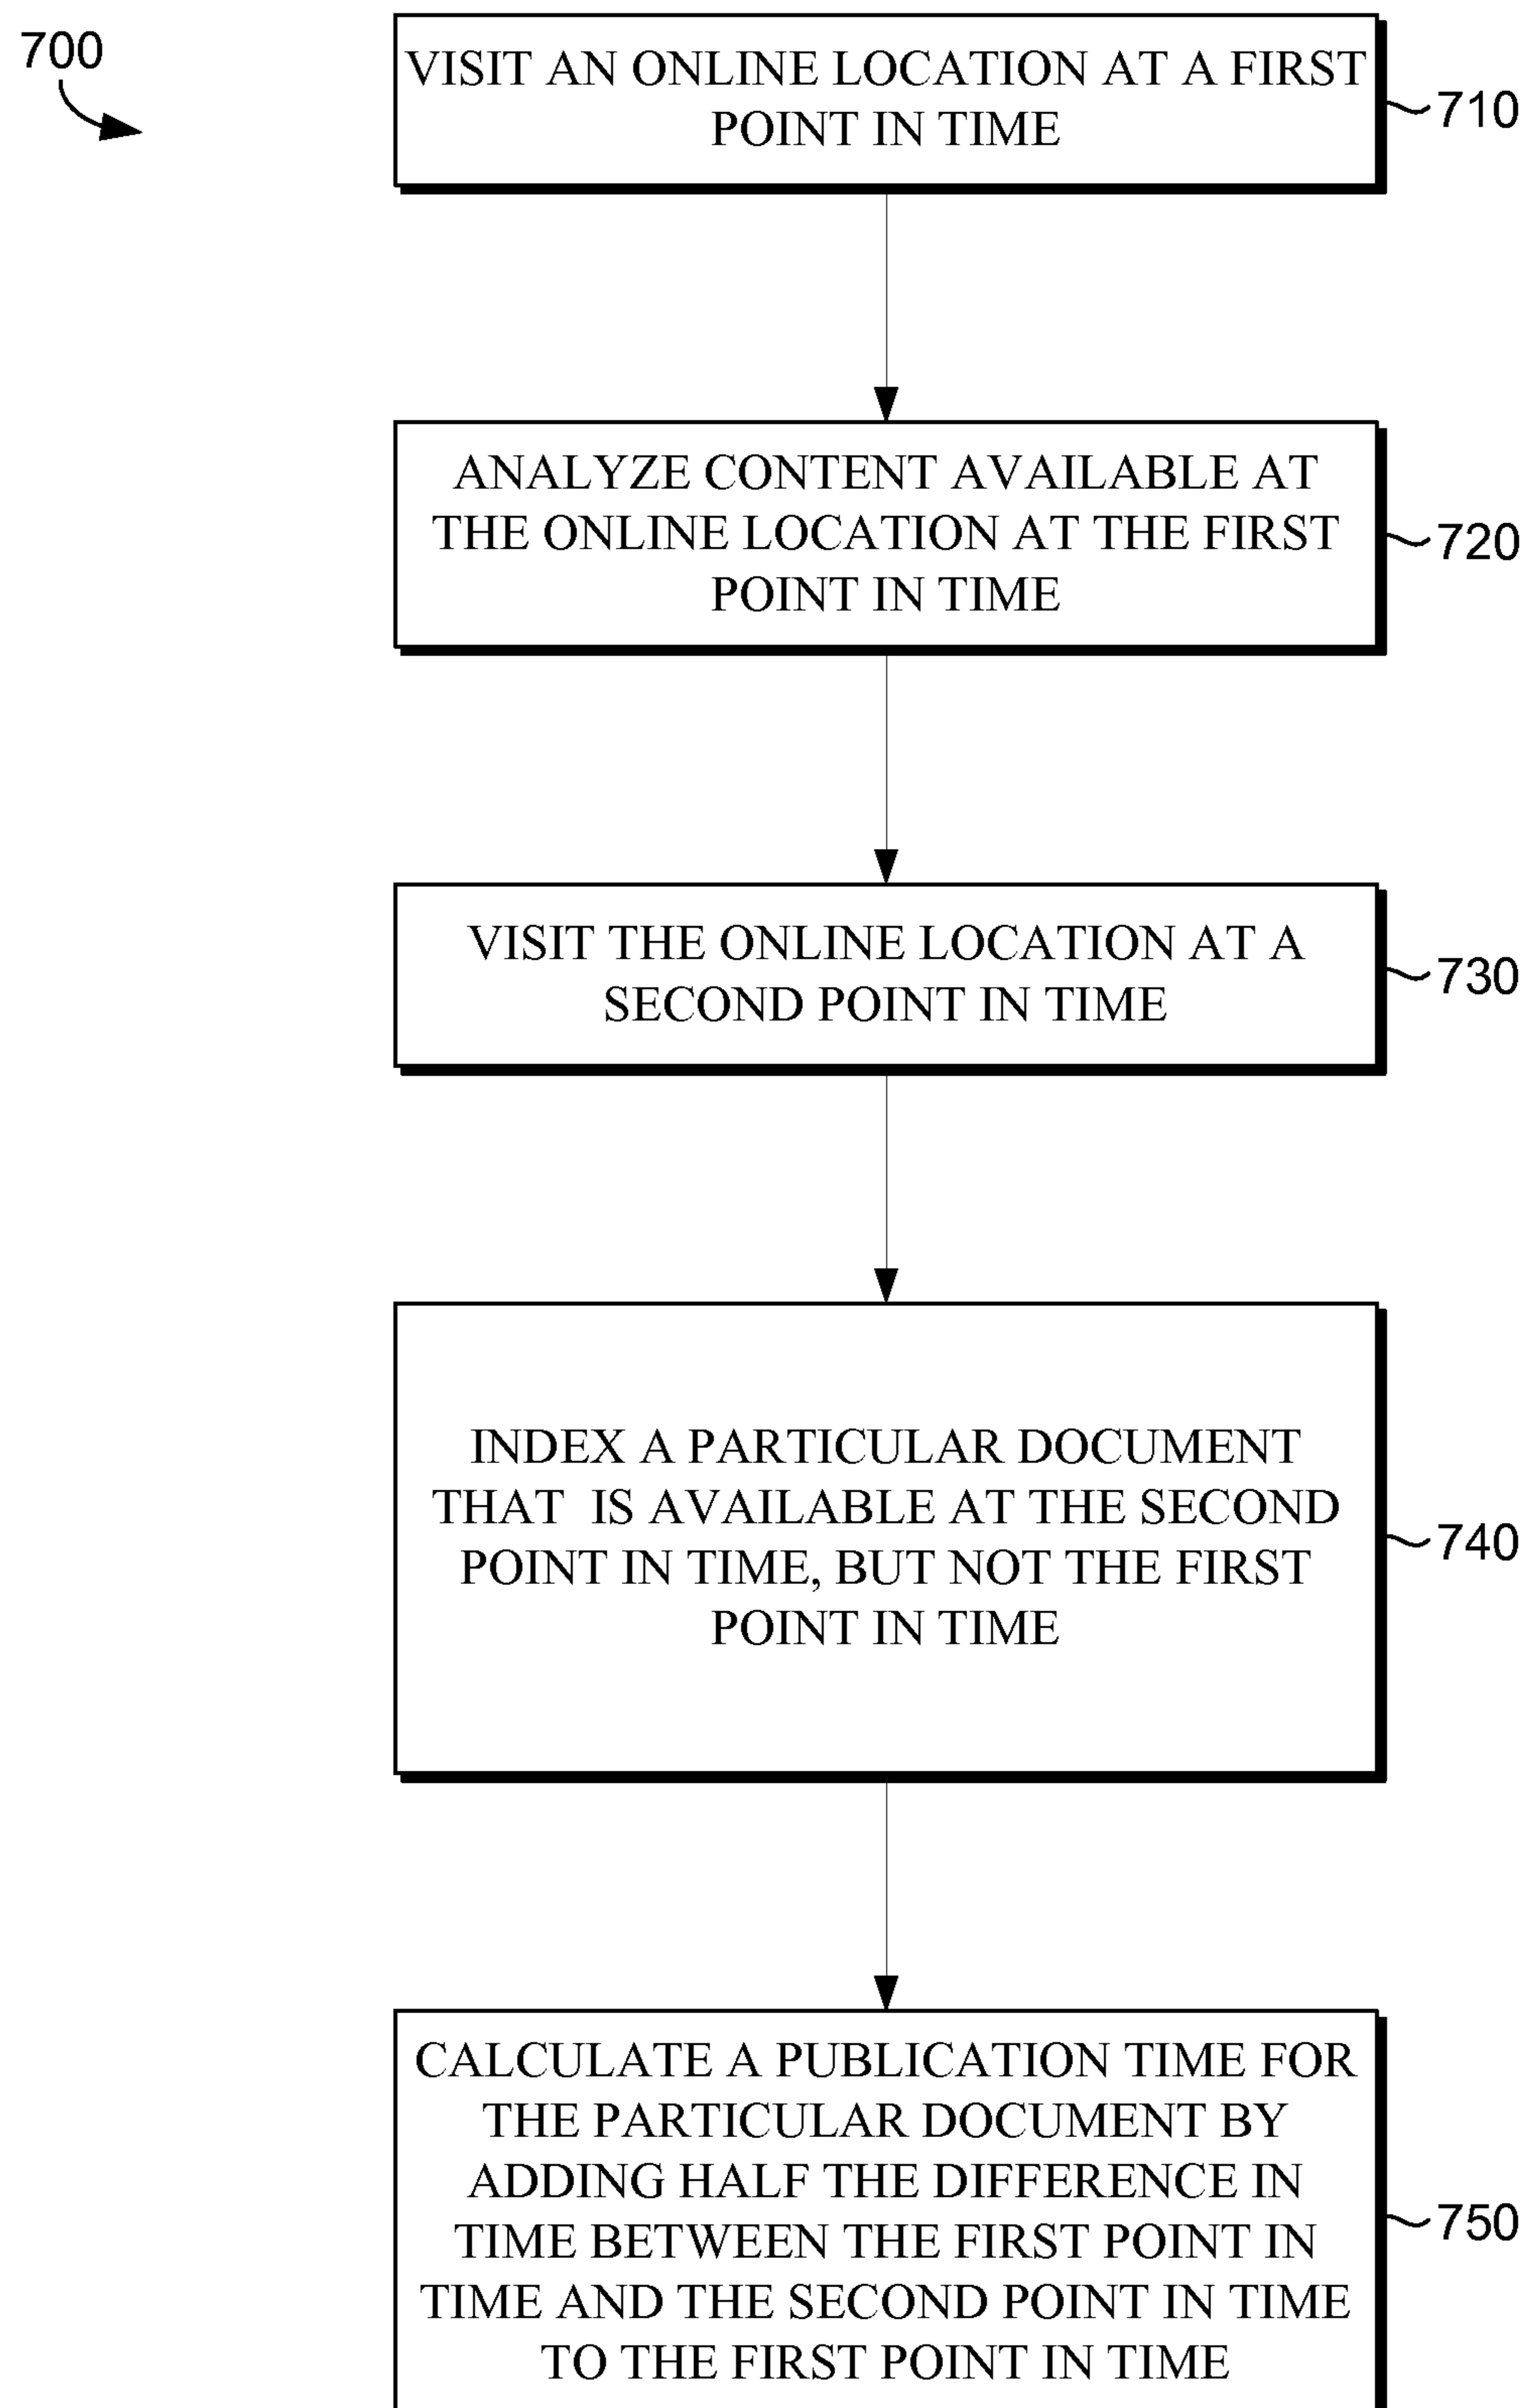 700
VISIT AN ONLINE LOCATION AT A FIRST
POINT IN TIME
710
ANALYZE CONTENT AVAILABLE AT
THE ONLINE LOCATION AT THE FIRST
POINT IN TIME
720
VISIT THE ONLINE LOCATION AT A
SECOND POINT IN TIME
730
INDEX A PARTICULAR DOCUMENT
THAT IS AVAILABLE AT THE SECOND
POINT IN TIME, BUT NOT THE FIRST
POINT IN TIME
740
CALCULATE A PUBLICATION TIME FOR
THE PARTICULAR DOCUMENT BY
ADDING HALF THE DIFFERENCE IN
TIME BETWEEN THE FIRST POINT IN
TIME AND THE SECOND POINT IN TIME
TO THE FIRST POINT IN TIME
750